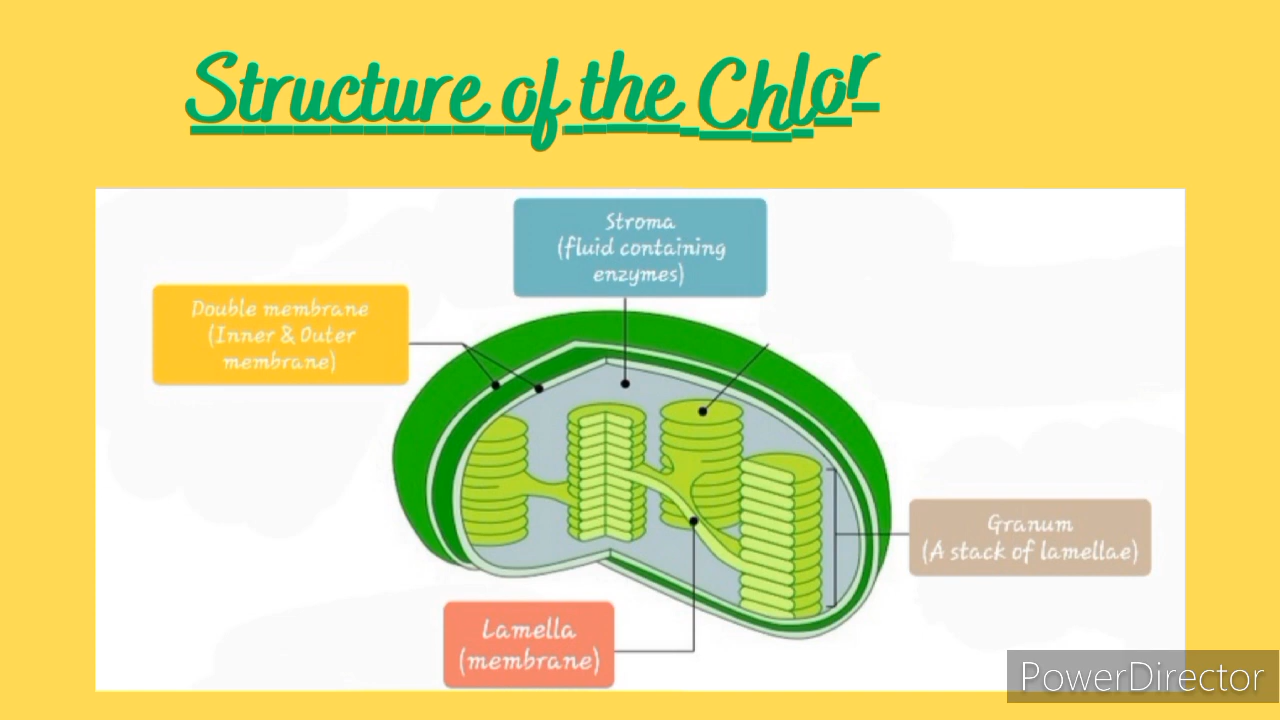 Structure of the Chlor
Stroma
(fluid containing
enzymes)
Double membrane
(Inner & Outer
membrane)
Granum
(A stack of lamellae)
Lamella
(membrane)
PowerDirector